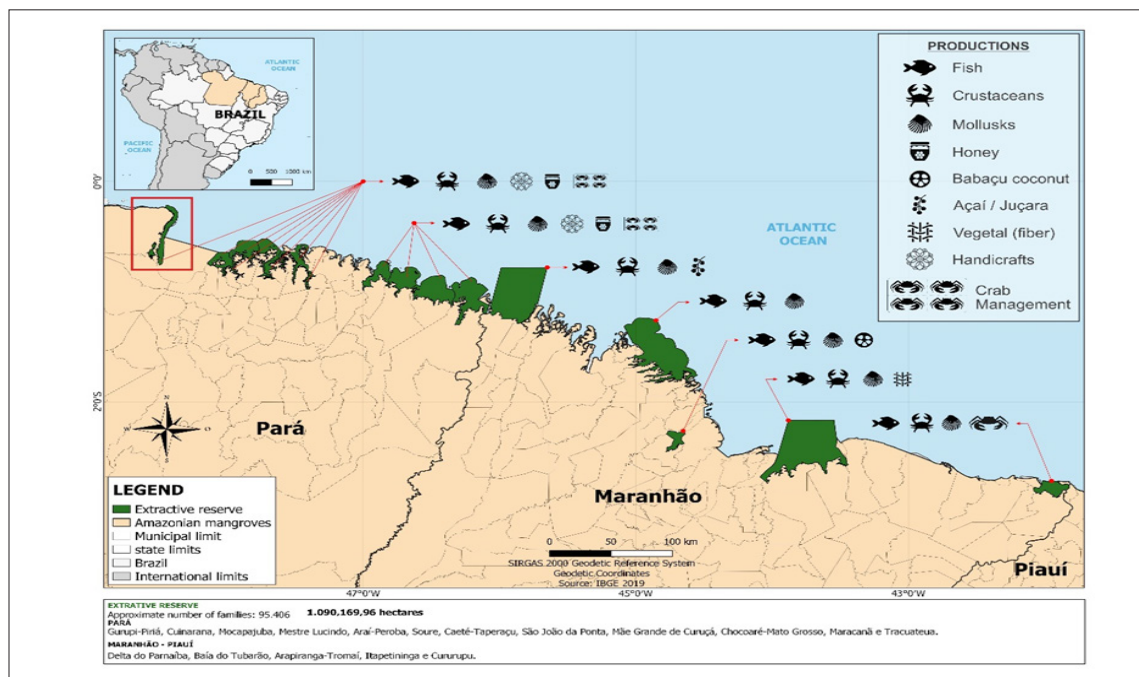 ATLANTIC
OCEAN
BRAZIL
PACIFIC
OCEAN
0 500 1000 km
PRODUCTIONS
Fish
Crustaceans
Mollusks
Honey
Babaçu coconut
Açaí / Juçara
Vegetal (fiber)
Handicrafts
Crab
Management
0°0'
2°0'S
ATLANTIC
OCEAN
N
W
O
S
Pará
Maranhão
Piauí
LEGEND
Extractive reserve
Amazonian mangroves
Municipal limit
state limits
Brazil
International limits
0 50 100 km
SIRGAS 2000 Geodetic Reference System
Geodetic Coordinates
Source: IBGE 2019
47°0'W
45°0'W
43°0'W
EXTRATIVE RESERVE
Approximate number of families: 95.406 1.090,169,96 hectares
PARÁ
Gurupi-Piriá, Cuinarana, Mocapajuba, Mestre Lucindo, Araí-Peroba, Soure, Caeté-Taperaçu, São João da Ponta, Mãe Grande de Curuçá, Chocoaré-Mato Grosso, Maracanã e Tracuateua.
MARANHÃO - PIAUÍ
Delta do Parnaíba, Baía do Tubarão, Arapiranga-Tromaí, Itapetininga e Cururupu.